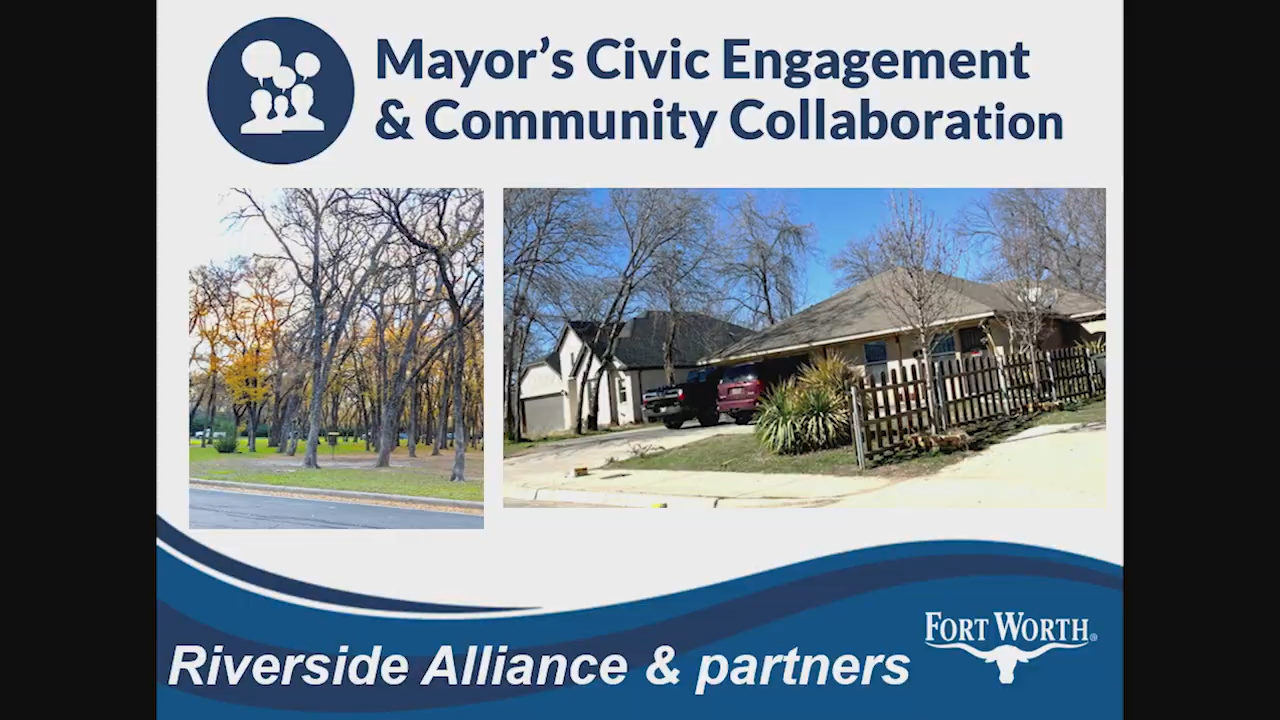 Mayor's Civic Engagement
& Community Collaboration
Riverside Alliance & partners
FORT WORTH®